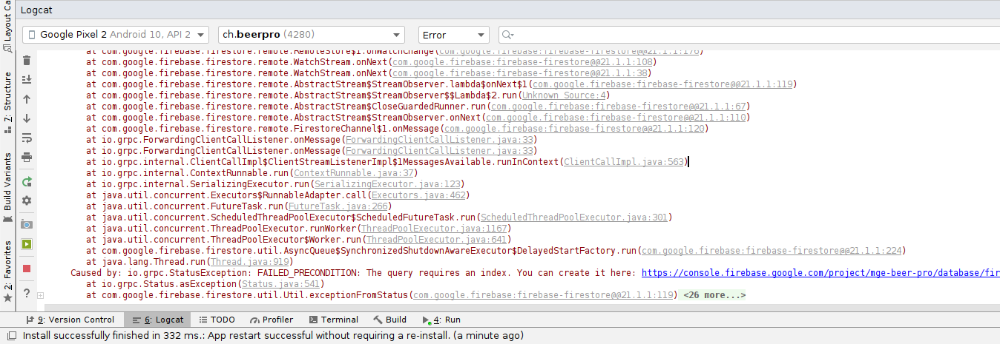 Logcat
Layout Ca
Google Pixel 2 Android 10, API 2
ch.beerpro (4280)
Error
at com.google.firebase.firestore.remote.RemoteStore$1.onWatchChange(com.google.firebase:firebase-firestore@@21.1.1:176)
at com.google.firebase.firestore.remote.WatchStream.onNext(com.google.firebase:firebase-firestore@@21.1.1:108)
at com.google.firebase.firestore.remote.WatchStream.onNext(com.google.firebase:firebase-firestore@@21.1.1:38)
at com.google.firebase.firestore.remote.AbstractStream$StreamObserver.lambda$onNext$1(com.google.firebase:firebase-firestore@@21.1.1:119)
at com.google.firebase.firestore.remote.AbstractStream$StreamObserver$$Lambda$2.run(Unknown Source:4)
at com.google.firebase.firestore.remote.AbstractStream$CloseGuardedRunner.run(com.google.firebase:firebase-firestore@@21.1.1:67)
at com.google.firebase.firestore.remote.AbstractStream$StreamObserver.onNext(com.google.firebase:firebase-firestore@@21.1.1:110)
at com.google.firebase.firestore.remote.FirestoreChannel$1.onMessage(com.google.firebase:firebase-firestore@@21.1.1:120)
at io.grpc.ForwardingClientCallListener.onMessage(ForwardingClientCallListener.java:33)
at io.grpc.ForwardingClientCallListener.onMessage(ForwardingClientCallListener.java:33)
at io.grpc.internal.ClientCallImpl$ClientStreamListenerImpl$1MessagesAvailable.runInContext(ClientCallImpl.java:563)
at io.grpc.internal.ContextRunnable.run(ContextRunnable.java:37)
at io.grpc.internal.SerializingExecutor.run(SerializingExecutor.java:123)
at java.util.concurrent.Executors$RunnableAdapter.call(Executors.java:462)
at java.util.concurrent.FutureTask.run(FutureTask.java:266)
at java.util.concurrent.ScheduledThreadPoolExecutor$ScheduledFutureTask.run(ScheduledThreadPoolExecutor.java:301)
at java.util.concurrent.ThreadPoolExecutor.runWorker(ThreadPoolExecutor.java:1167)
at java.util.concurrent.ThreadPoolExecutor$Worker.run(ThreadPoolExecutor.java:641)
at com.google.firebase.firestore.util.AsyncQueue$SynchronizedShutdownAwareExecutor$DelayedStartFactory.run(com.google.firebase:firebase-firestore@@21.1.1:224)
at java.lang.Thread.run(Thread.java:919)
Caused by: io.grpc.StatusException: FAILED_PRECONDITION: The query requires an index. You can create it here: https://console.firebase.google.com/project/mge-beer-pro/database/fir
at io.grpc.Status.asException(Status.java:541)
at com.google.firebase.firestore.util.Util.exceptionFromStatus(com.google.firebase:firebase-firestore@@21.1.1:119) <26 more...>
7: Structure
Build Variants
2: Favorites
9: Version Control
6: Logcat
TODO
Profiler
Terminal
Build
4: Run
Install successfully finished in 332 ms.: App restart successful without requiring a re-install. (a minute ago)